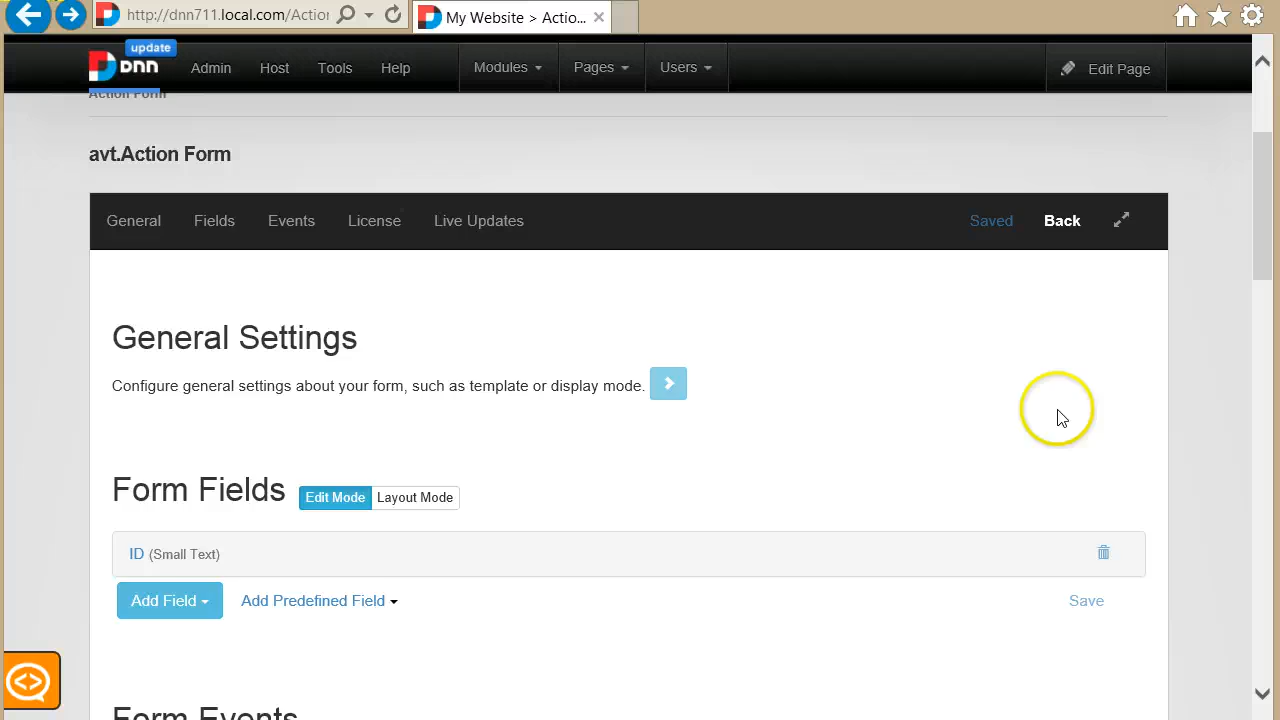 http://dnn711.local.com/Action
My Website > Actio...
update
DNN
Admin
Host
Tools
Help
Modules
Pages
Users
Edit Page
Action Form
avt.Action Form
General
Fields
Events
License
Live Updates
Saved
Back
General Settings
Configure general settings about your form, such as template or display mode.
Form Fields
Edit Mode
Layout Mode
ID (Small Text)
Add Field
Add Predefined Field
Save
Form Events